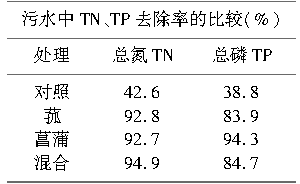 污水中 TN、TP 去除率的比较(%)
处理 总氮 TN 总磷 TP
对照 42.6 38.8
菰 92.8 83.9
菖蒲 92.7 94.3
混合 94.9 84.7